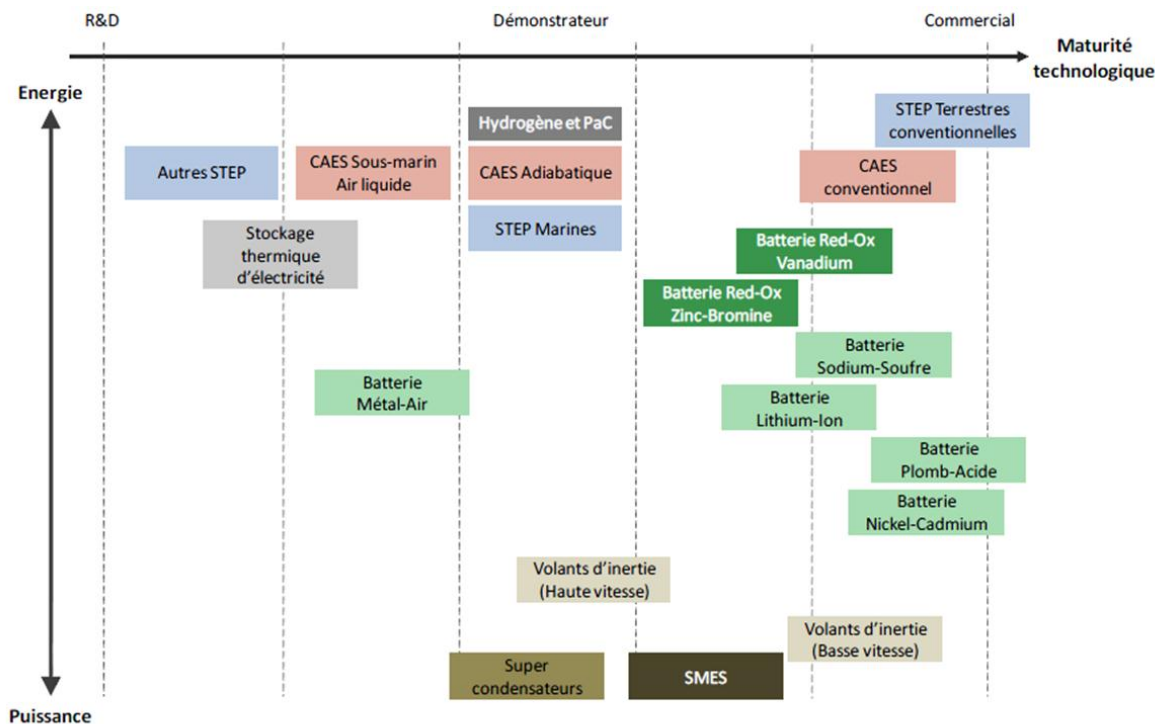 R&D
Démonstrateur
Commercial
Maturité
technologique
Energie
Hydrogène et PaC
STEP Terrestres
conventionnelles
Autres STEP
CAES Sous-marin
Air liquide
CAES Adiabatique
CAES
conventionnel
STEP Marines
Stockage
thermique
d'électricité
Batterie Red-Ox
Vanadium
Batterie Red-Ox
Zinc-Bromine
Batterie
Sodium-Soufre
Batterie
Métal-Air
Batterie
Lithium-Ion
Batterie
Plomb-Acide
Batterie
Nickel-Cadmium
Volants d'inertie
(Haute vitesse)
Volants d'inertie
(Basse vitesse)
Super
condensateurs
SMES
Puissance